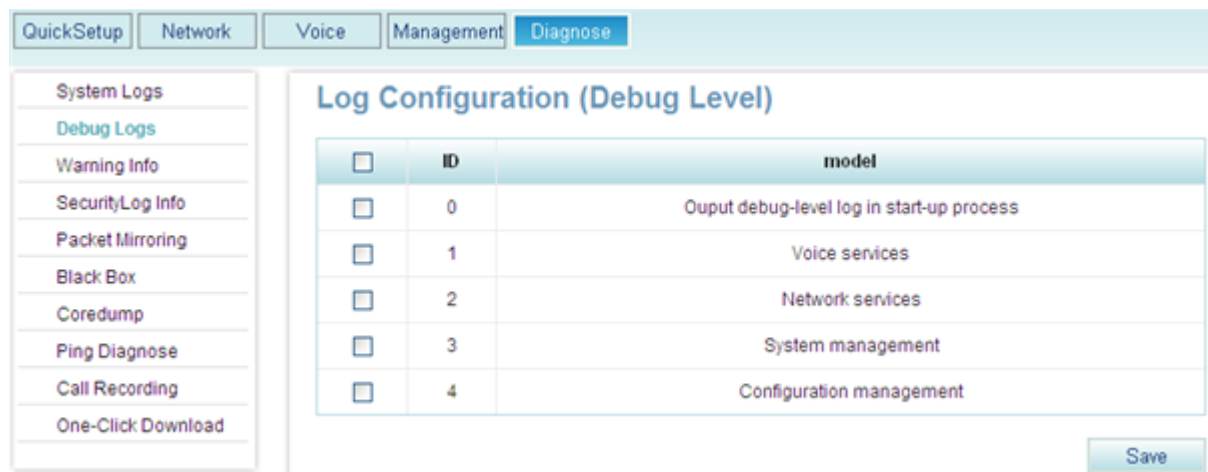 QuickSetup Network Voice Management Diagnose
System Logs
Debug Logs
Warning Info
SecurityLog Info
Packet Mirroring
Black Box
Coredump
Ping Diagnose
Call Recording
One-Click Download
Log Configuration (Debug Level)
ID model
0 Ouput debug-level log in start-up process
1 Voice services
2 Network services
3 System management
4 Configuration management
Save